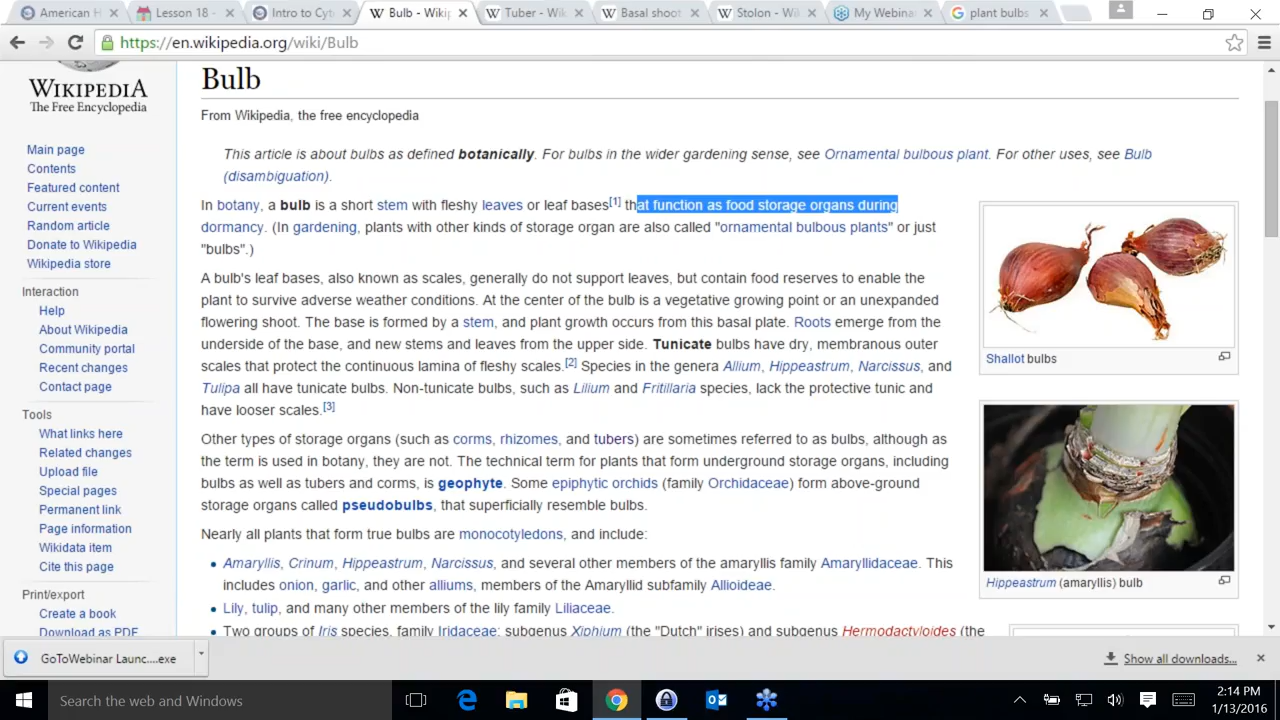 American H
Lesson 18 -
Intro to Cyt
Bulb - Wikip
Tuber - Wik
Basal shoot
Stolon - Wi
My Webina
plant bulbs
https://en.wikipedia.org/wiki/Bulb
WIKIPEDIA
The Free Encyclopedia
Main page
Contents
Featured content
Current events
Random article
Donate to Wikipedia
Wikipedia store
Interaction
Help
About Wikipedia
Community portal
Recent changes
Contact page
Tools
What links here
Related changes
Upload file
Special pages
Permanent link
Page information
Wikidata item
Cite this page
Print/export
Create a book
Download as PDF
Bulb
From Wikipedia, the free encyclopedia
This article is about bulbs as defined botanically. For bulbs in the wider gardening sense, see Ornamental bulbous plant. For other uses, see Bulb
(disambiguation).
In botany, a bulb is a short stem with fleshy leaves or leaf bases[1] that function as food storage organs during
dormancy. (In gardening, plants with other kinds of storage organ are also called "ornamental bulbous plants" or just
"bulbs".)
A bulb's leaf bases, also known as scales, generally do not support leaves, but contain food reserves to enable the
plant to survive adverse weather conditions. At the center of the bulb is a vegetative growing point or an unexpanded
flowering shoot. The base is formed by a stem, and plant growth occurs from this basal plate. Roots emerge from the
underside of the base, and new stems and leaves from the upper side. Tunicate bulbs have dry, membranous outer
scales that protect the continuous lamina of fleshy scales.[2] Species in the genera Allium, Hippeastrum, Narcissus, and
Tulipa all have tunicate bulbs. Non-tunicate bulbs, such as Lilium and Fritillaria species, lack the protective tunic and
have looser scales.[3]
Other types of storage organs (such as corms, rhizomes, and tubers) are sometimes referred to as bulbs, although as
the term is used in botany, they are not. The technical term for plants that form underground storage organs, including
bulbs as well as tubers and corms, is geophyte. Some epiphytic orchids (family Orchidaceae) form above-ground
storage organs called pseudobulbs, that superficially resemble bulbs.
Nearly all plants that form true bulbs are monocotyledons, and include:
Amaryllis, Crinum, Hippeastrum, Narcissus, and several other members of the amaryllis family Amaryllidaceae. This
includes onion, garlic, and other alliums, members of the Amaryllid subfamily Allioideae.
Lily, tulip, and many other members of the lily family Liliaceae.
Two groups of Iris species, family Iridaceae: subgenus Xiphium (the "Dutch" irises) and subgenus Hermodactyloides (the
Shallot bulbs
Hippeastrum (amaryllis) bulb
GoToWebinar Launc....exe
Show all downloads...
Search the web and Windows
2:14 PM
1/13/2016